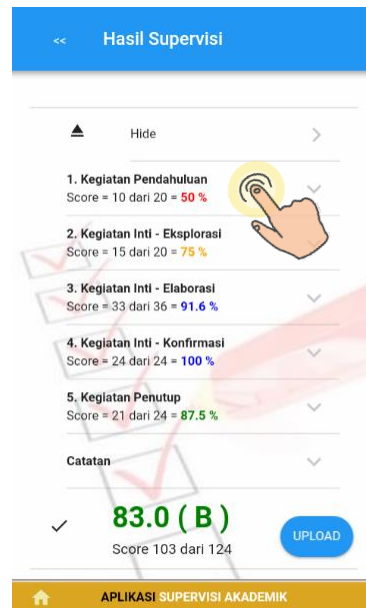 << Hasil Supervisi
Hide
1. Kegiatan Pendahuluan
Score = 10 dari 20 = 50 %
2. Kegiatan Inti - Eksplorasi
Score = 15 dari 20 = 75 %
3. Kegiatan Inti - Elaborasi
Score = 33 dari 36 = 91.6 %
4. Kegiatan Inti - Konfirmasi
Score = 24 dari 24 = 100 %
5. Kegiatan Penutup
Score = 21 dari 24 = 87.5 %
Catatan
83.0 ( B )
UPLOAD
Score 103 dari 124
APLIKASI SUPERVISI AKADEMIK